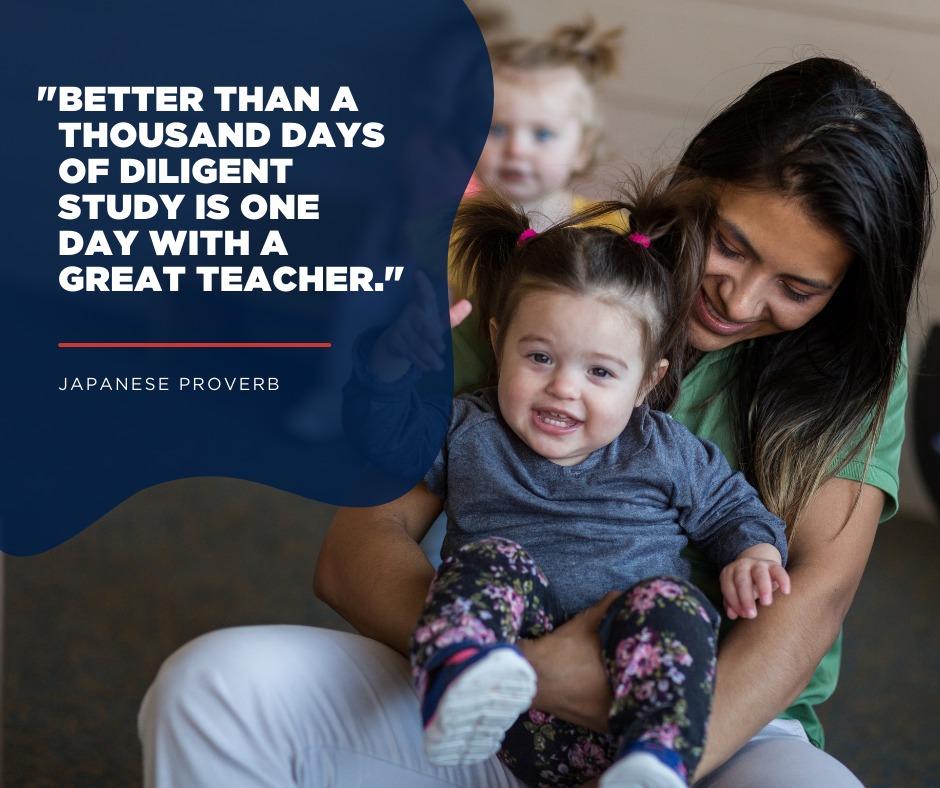 "BETTER THAN A
THOUSAND DAYS
OF DILIGENT
STUDY IS ONE
DAY WITH A
GREAT TEACHER."
JAPANESE PROVERB